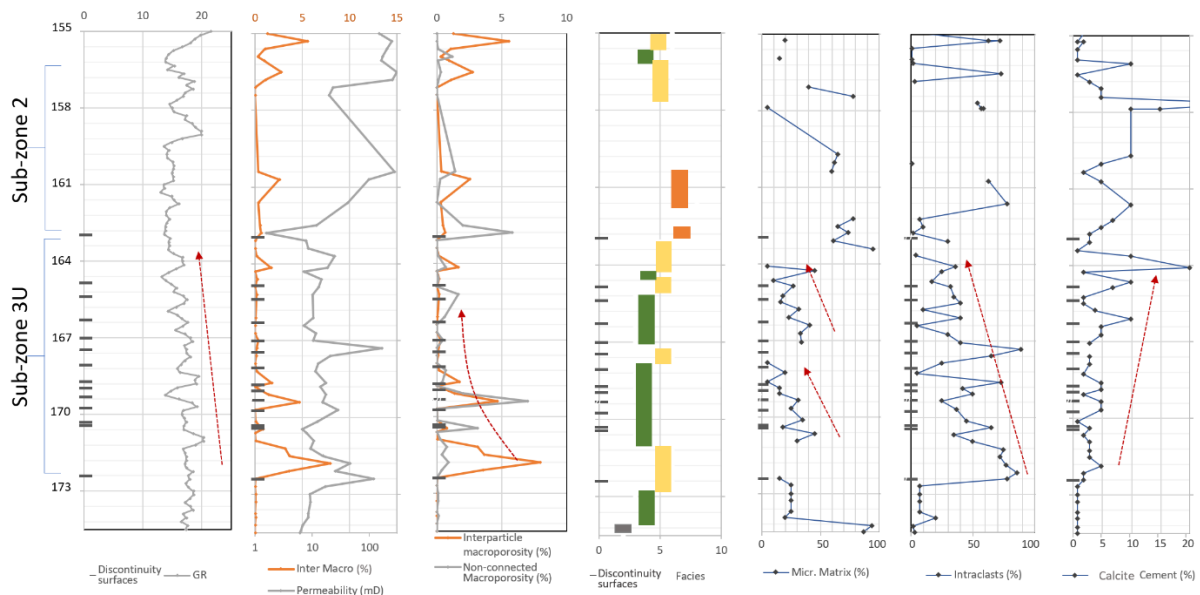 0 10 20
0 5 10 15
0 5 10
155
158
161
164
167
170
173
Sub-zone 2
Sub-zone 3U
1 10 100
0 5 10
0 50 100
0 50 100
0 5 10 15 20
Discontinuity surfaces
GR
Inter Macro (%)
Permeability (mD)
Interparticle macroporosity (%)
Non-connected Macroporosity (%)
Discontinuity surfaces
Facies
Micr. Matrix (%)
Intraclasts (%)
Calcite Cement (%)